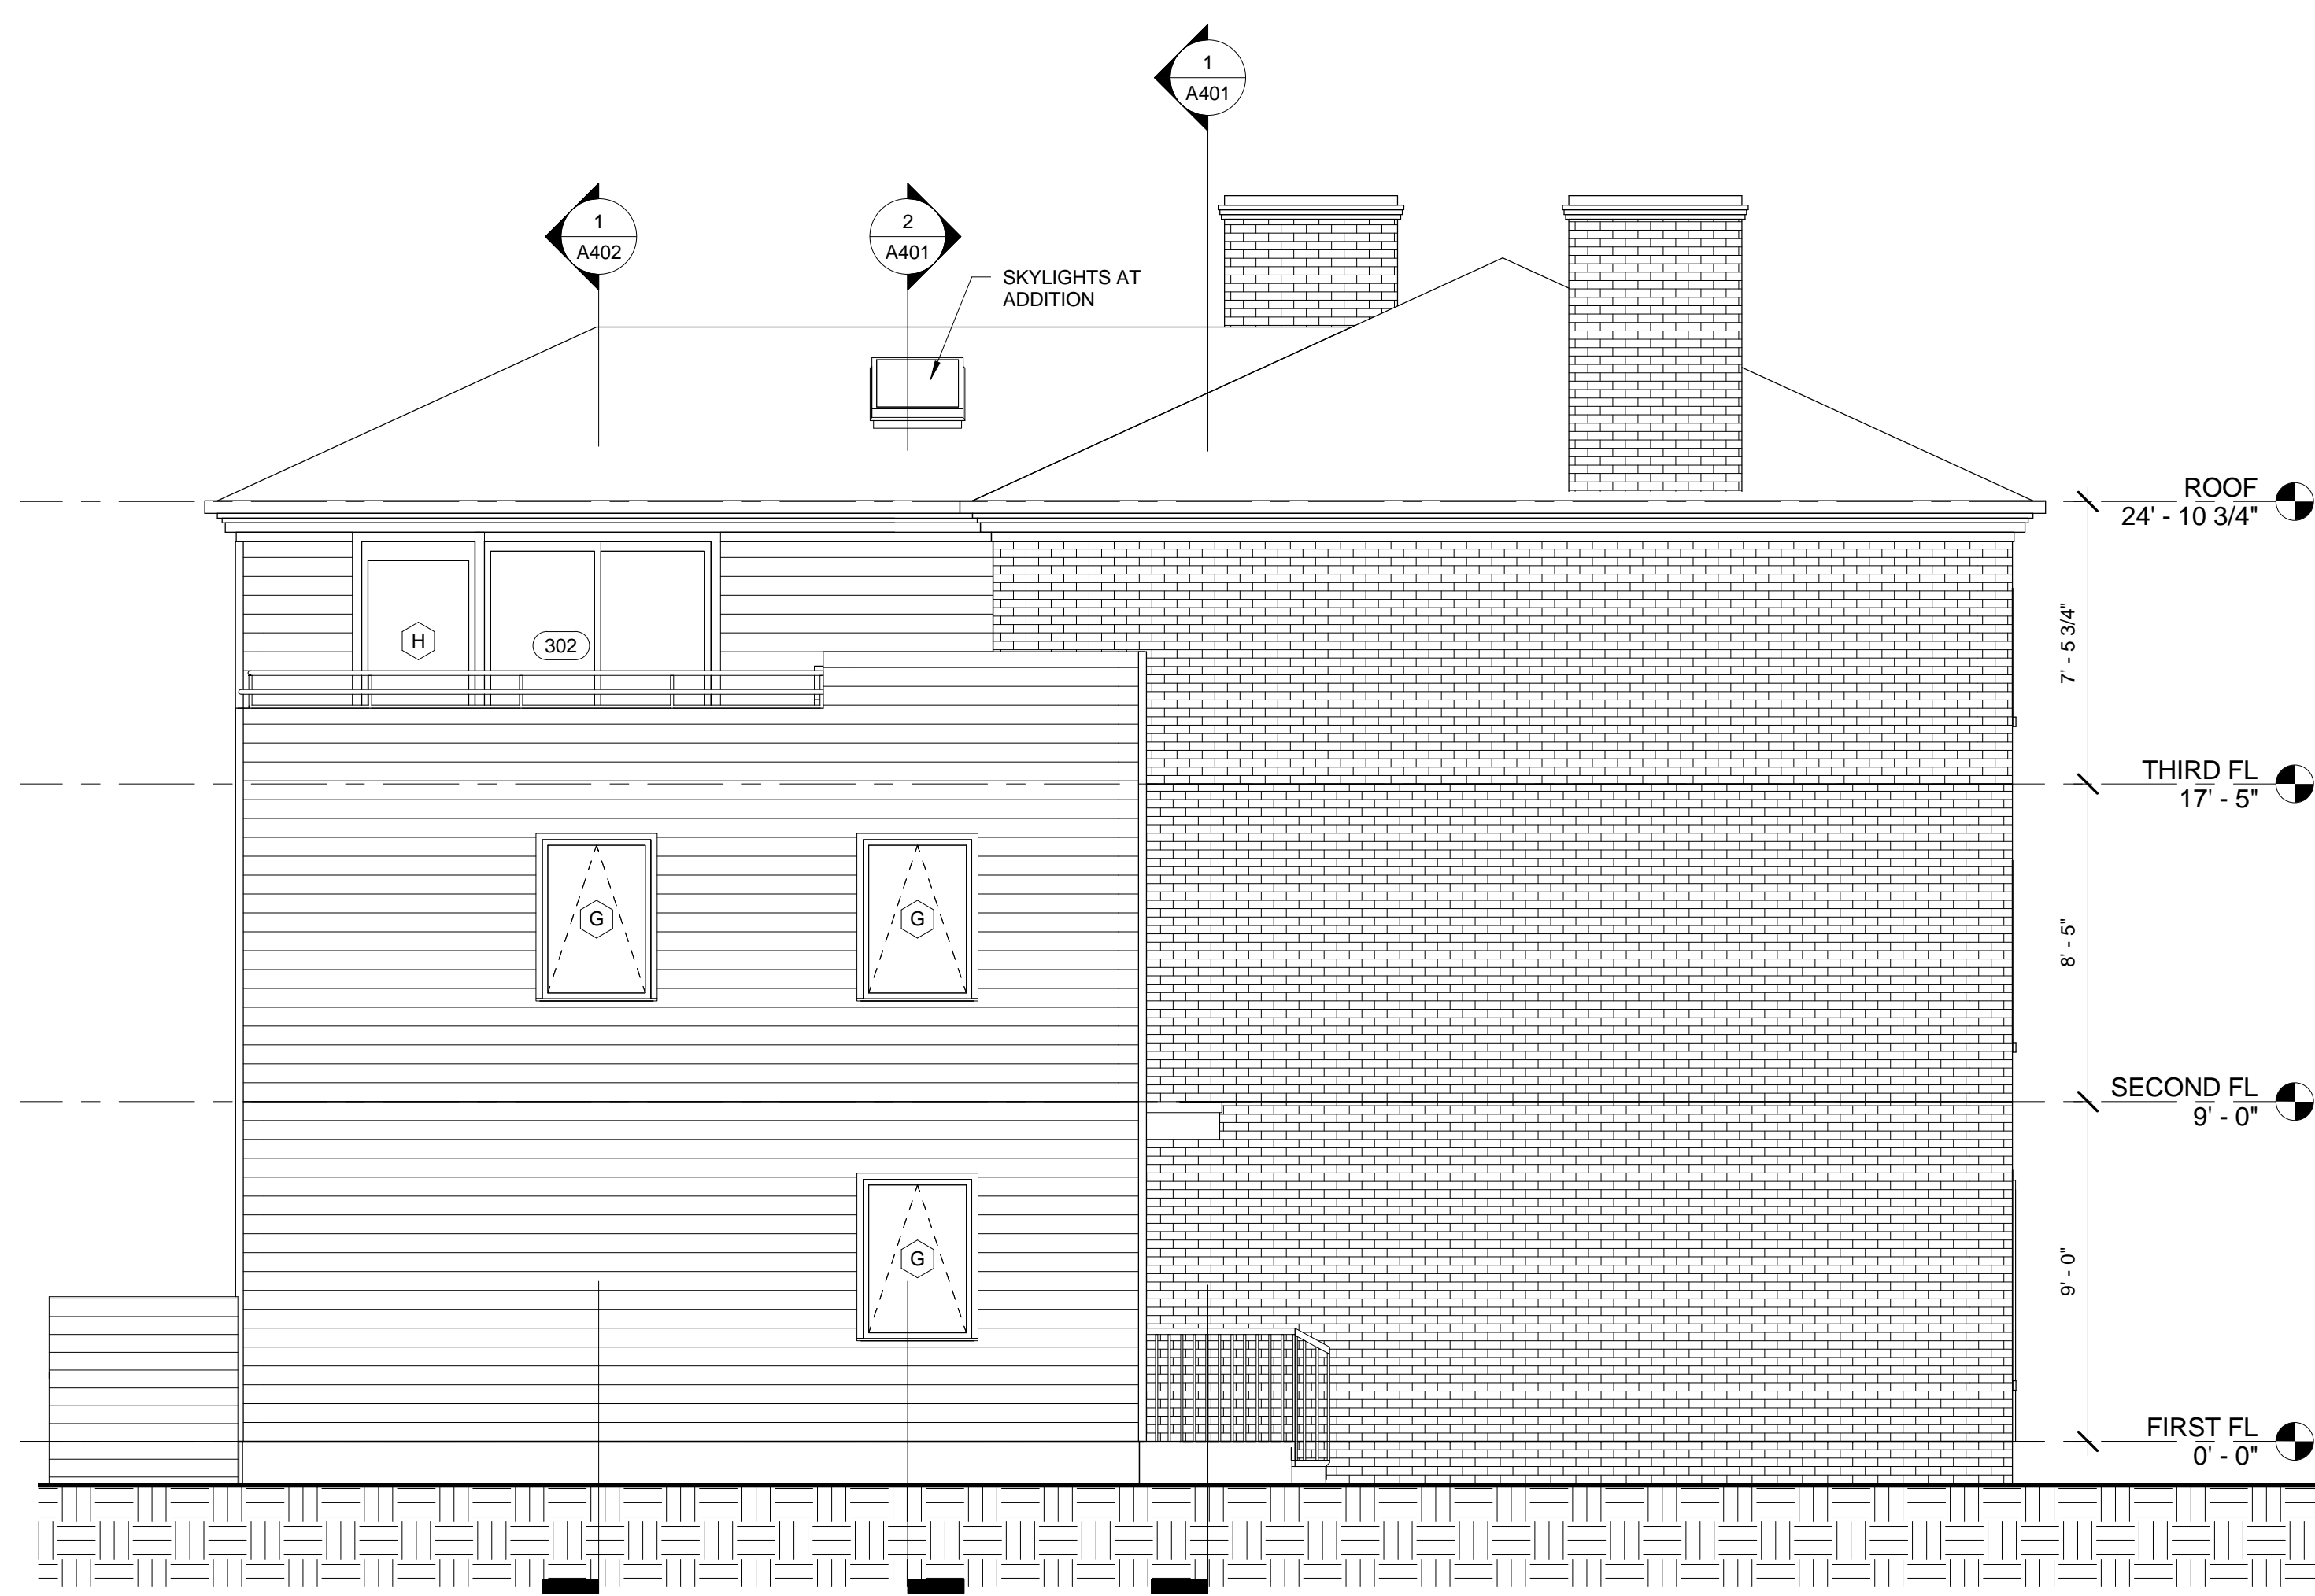 1
A401
1
A402
2
A401
SKYLIGHTS AT
ADDITION
ROOF
24' - 10 3/4"
7' - 5 3/4"
H
302
THIRD FL
17' - 5"
8' - 5"
G
G
SECOND FL
9' - 0"
9' - 0"
G
FIRST FL
0' - 0"